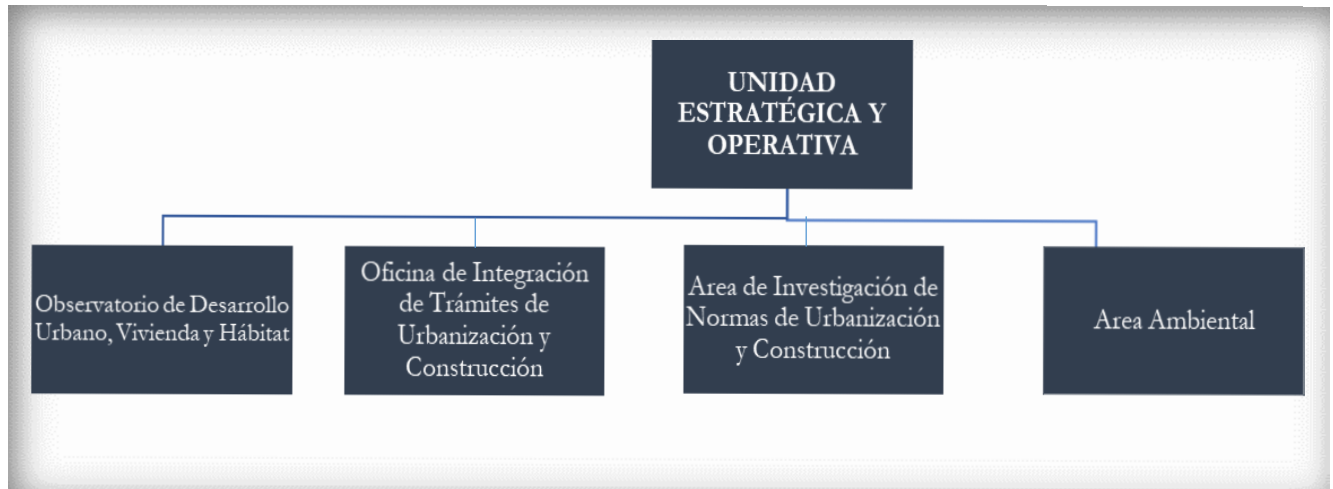 UNIDAD
ESTRATÉGICA Y
OPERATIVA
Observatorio de Desarrollo
Urbano, Vivienda y Hábitat
Oficina de Integración
de Trámites de
Urbanización y
Construcción
Area de Investigación de
Normas de Urbanización
y Construcción
Area Ambiental